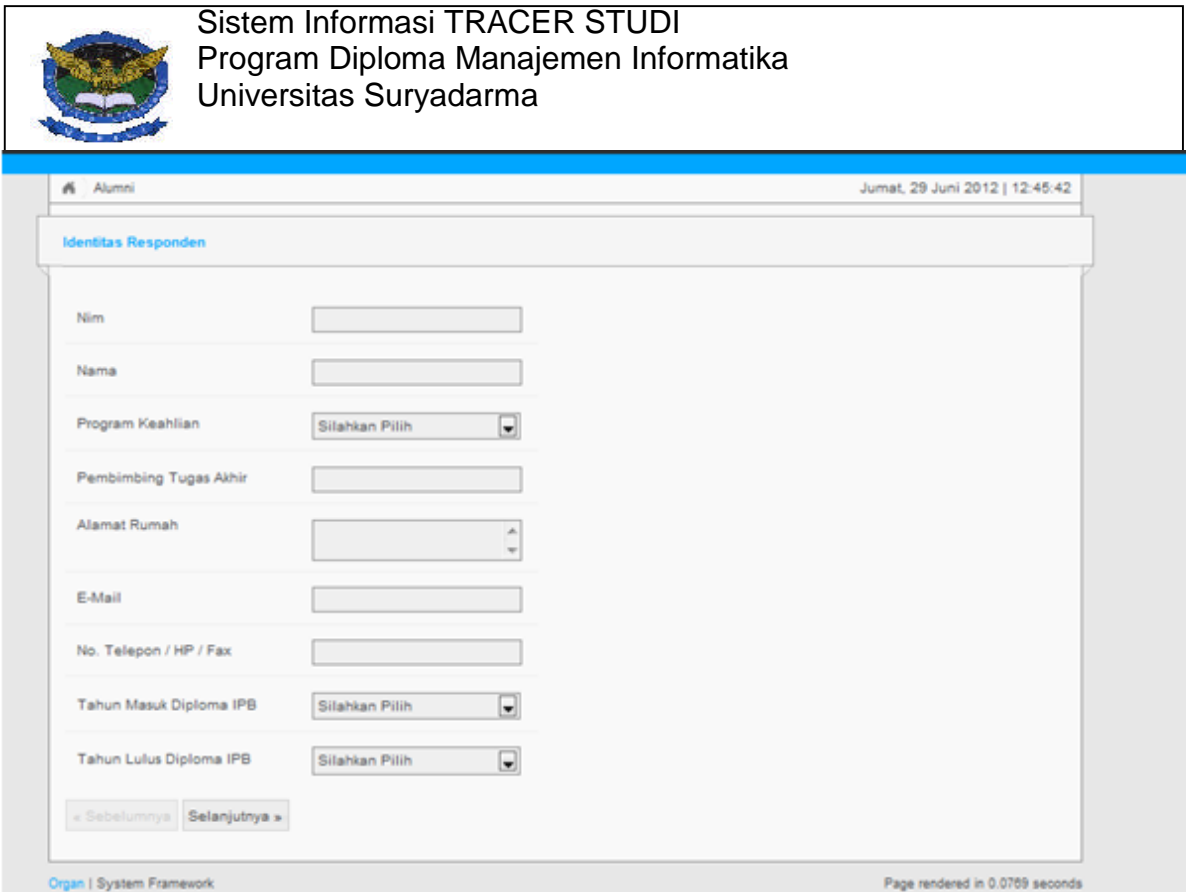 Sistem Informasi TRACER STUDI
Program Diploma Manajemen Informatika
Universitas Suryadarma
Alumni
Jumat, 29 Juni 2012 | 12:45:42
Identitas Responden
Nim
Nama
Program Keahlian Silahkan Pilih
Pembimbing Tugas Akhir
Alamat Rumah
E-Mail
No. Telepon / HP / Fax
Tahun Masuk Diploma IPB Silahkan Pilih
Tahun Lulus Diploma IPB Silahkan Pilih
« Sebelumnya Selanjutnya »
Organ | System Framework
Page rendered in 0.0769 seconds